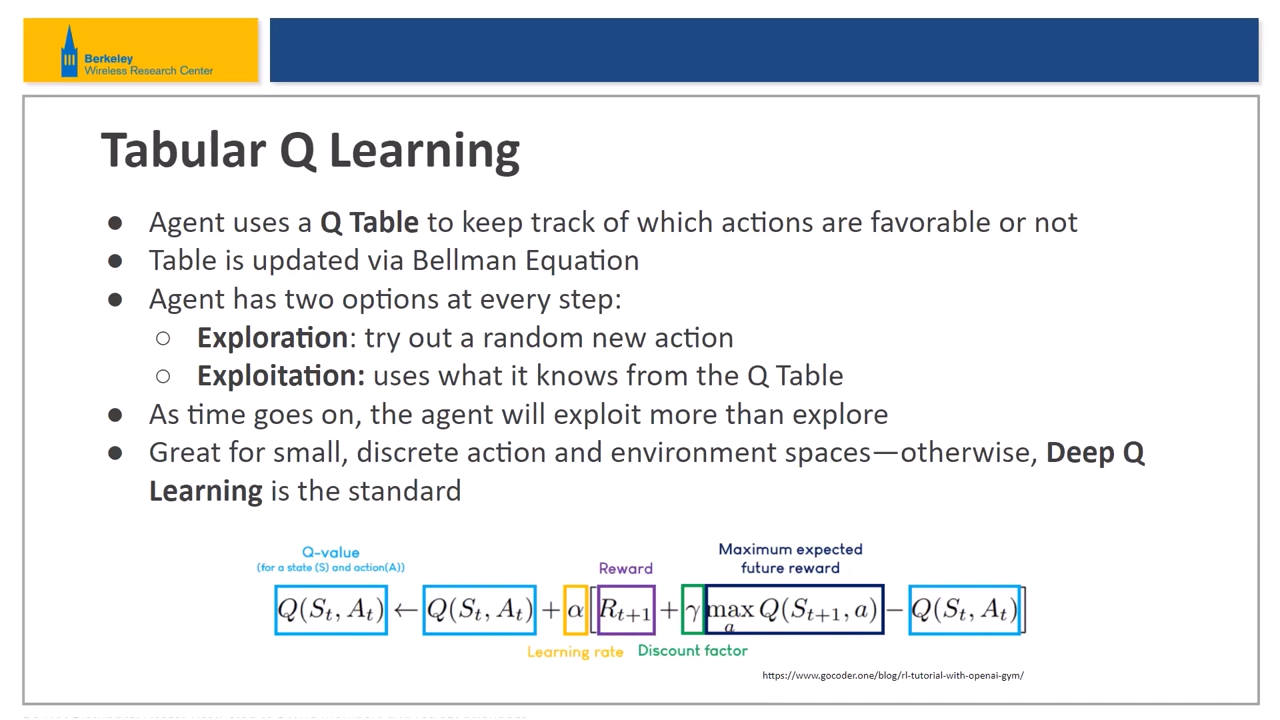 Berkeley
Wireless Research Center
Tabular Q Learning
● Agent uses a Q Table to keep track of which actions are favorable or not
● Table is updated via Bellman Equation
● Agent has two options at every step:
○ Exploration: try out a random new action
○ Exploitation: uses what it knows from the Q Table
● As time goes on, the agent will exploit more than explore
● Great for small, discrete action and environment spaces—otherwise, Deep Q
Learning is the standard
Q-value
(for a state (S) and action(A))
Reward
Maximum expected
future reward
Q(S_t, A_t) ← Q(S_t, A_t) + α[R_{t+1} + γ max_a Q(S_{t+1}, a) − Q(S_t, A_t)]
Learning rate
Discount factor
https://www.gocoder.one/blog/rl-tutorial-with-openai-gym/